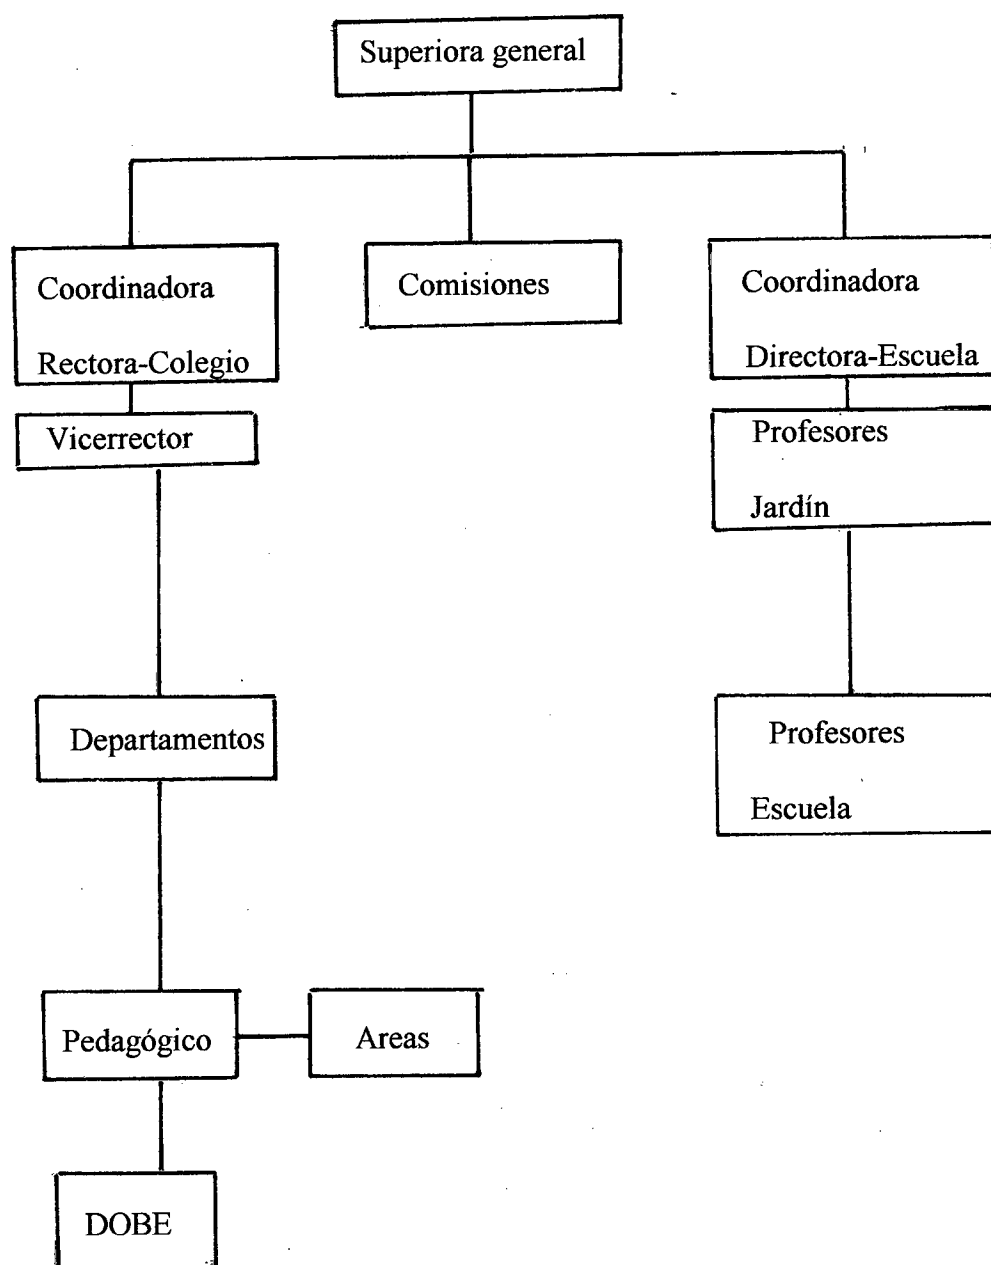 Superiora general
Coordinadora
Rectora-Colegio
Comisiones
Coordinadora
Directora-Escuela
Vicerrector
Profesores
Jardín
Departamentos
Profesores
Escuela
Pedagógico
Areas
DOBE